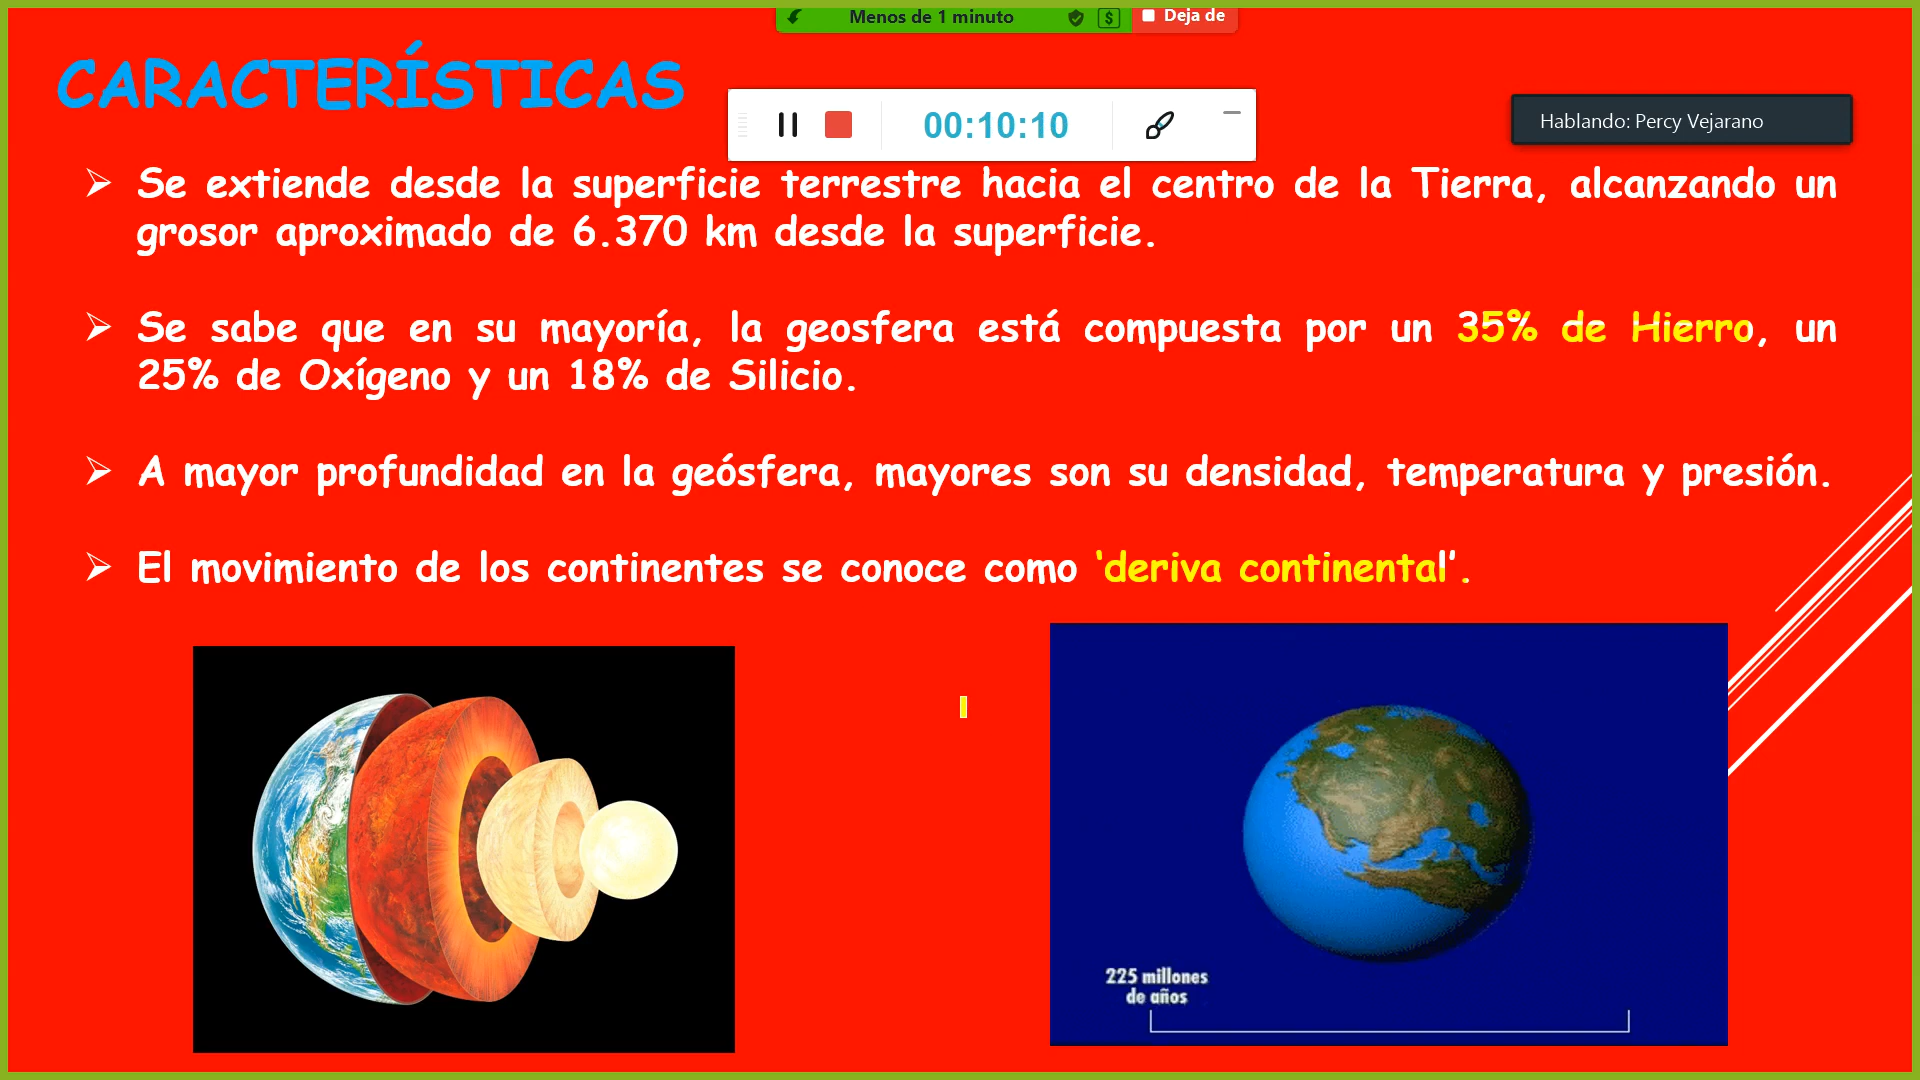 Menos de 1 minuto
Deja de
CARACTERÍSTICAS
00:10:10
Hablando: Percy Vejarano
Se extiende desde la superficie terrestre hacia el centro de la Tierra, alcanzando un
grosor aproximado de 6.370 km desde la superficie.
Se sabe que en su mayoría, la geosfera está compuesta por un 35% de Hierro, un
25% de Oxígeno y un 18% de Silicio.
A mayor profundidad en la geósfera, mayores son su densidad, temperatura y presión.
El movimiento de los continentes se conoce como ‘deriva continental’.
225 millones
de años